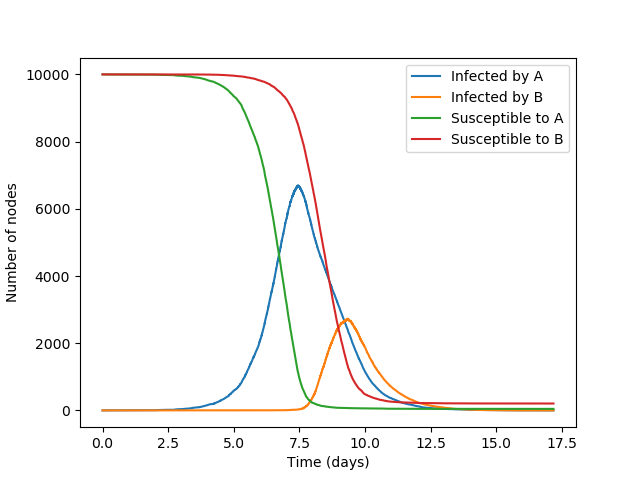 Number of nodes
10000
8000
6000
4000
2000
0
Infected by A
Infected by B
Susceptible to A
Susceptible to B
0.0 2.5 5.0 7.5 10.0 12.5 15.0 17.5
Time (days)